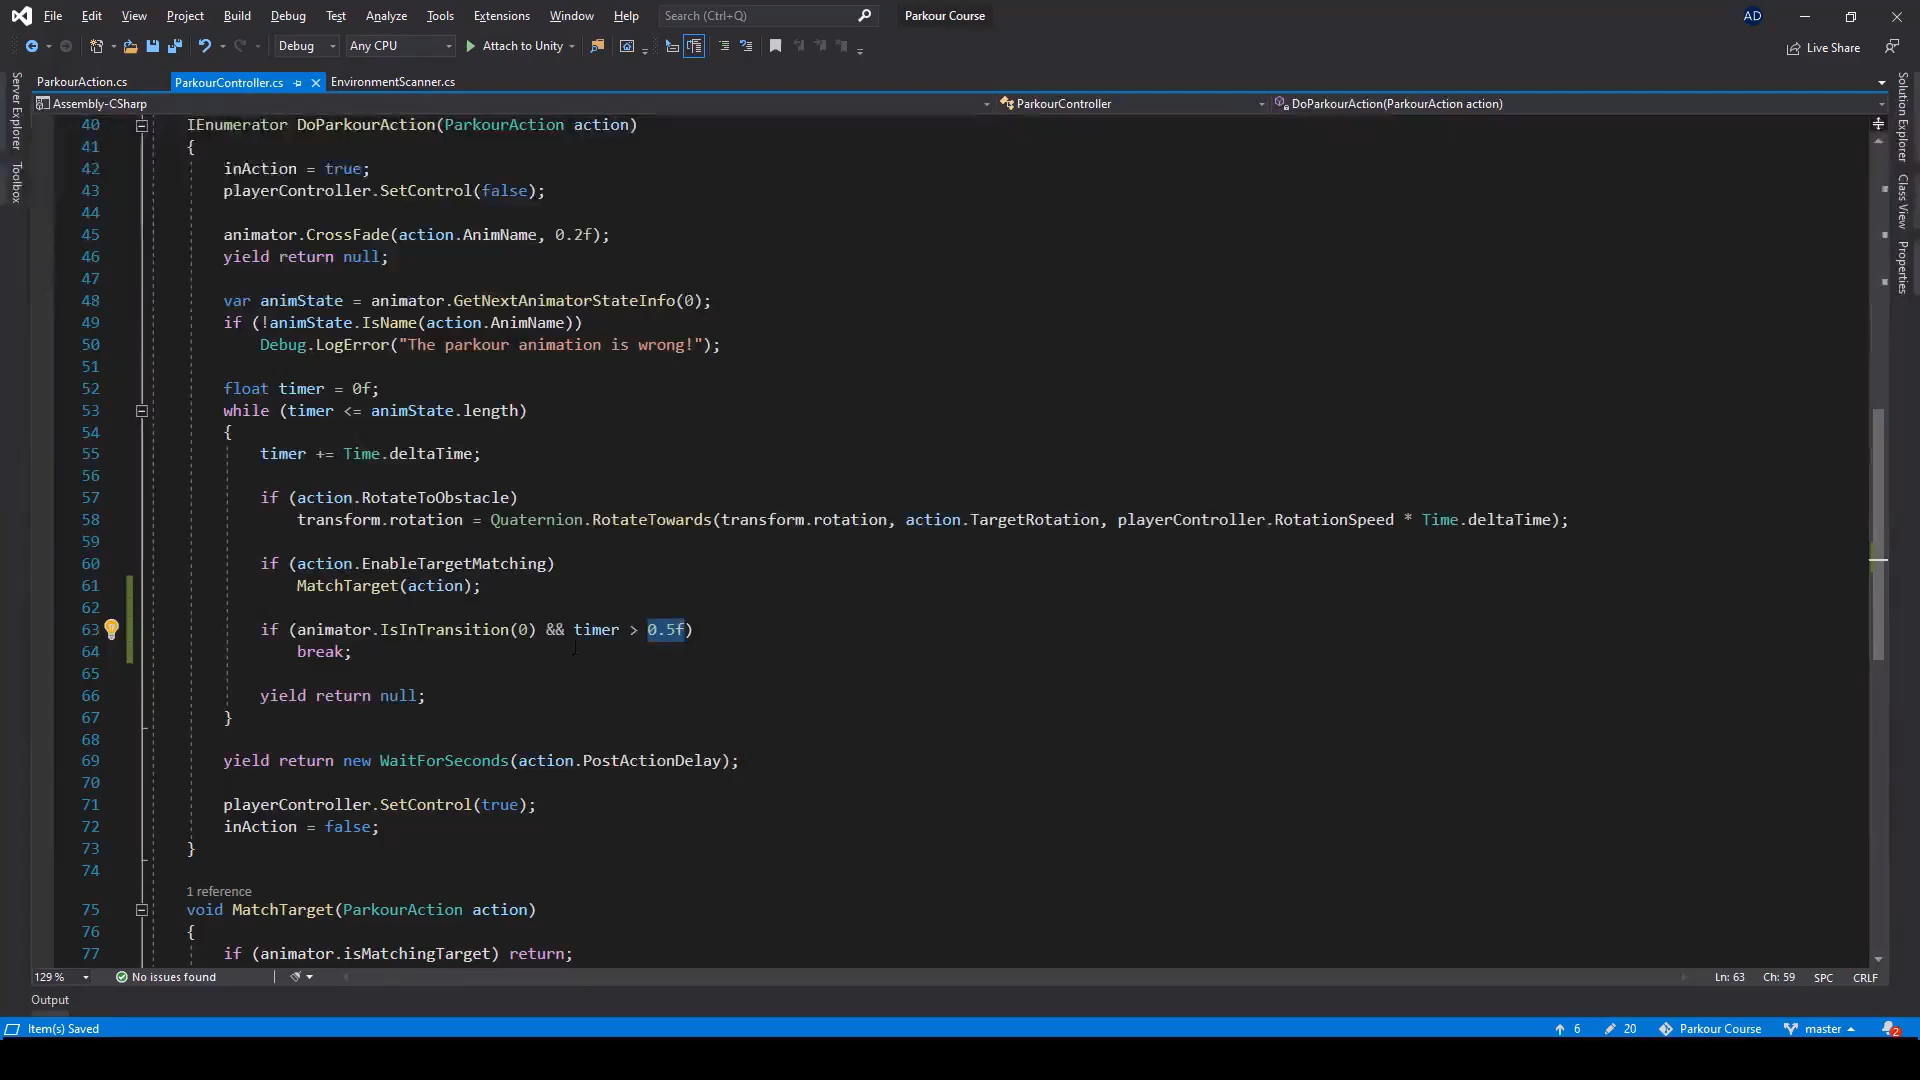 File Edit View Project Build Debug Test Analyze Tools Extensions Window Help Search (Ctrl+Q) Parkour Course AD
Debug Any CPU Attach to Unity Live Share
ParkourAction.cs ParkourController.cs EnvironmentScanner.cs
Assembly-CSharp ParkourController DoParkourAction(ParkourAction action)
Server Explorer
Toolbox
Solution Explorer
Class View
Properties
40 IEnumerator DoParkourAction(ParkourAction action)
41 {
42 inAction = true;
43 playerController.SetControl(false);
44
45 animator.CrossFade(action.AnimName, 0.2f);
46 yield return null;
47
48 var animState = animator.GetNextAnimatorStateInfo(0);
49 if (!animState.IsName(action.AnimName))
50 Debug.LogError("The parkour animation is wrong!");
51
52 float timer = 0f;
53 while (timer <= animState.length)
54 {
55 timer += Time.deltaTime;
56
57 if (action.RotateToObstacle)
58 transform.rotation = Quaternion.RotateTowards(transform.rotation, action.TargetRotation, playerController.RotationSpeed * Time.deltaTime);
59
60 if (action.EnableTargetMatching)
61 MatchTarget(action);
62
63 if (animator.IsInTransition(0) && timer > 0.5f)
64 break;
65
66 yield return null;
67 }
68
69 yield return new WaitForSeconds(action.PostActionDelay);
70
71 playerController.SetControl(true);
72 inAction = false;
73 }
74
1 reference
75 void MatchTarget(ParkourAction action)
76 {
77 if (animator.isMatchingTarget) return;
129 % No issues found Ln: 63 Ch: 59 SPC CRLF
Output
Item(s) Saved 6 20 Parkour Course master 2